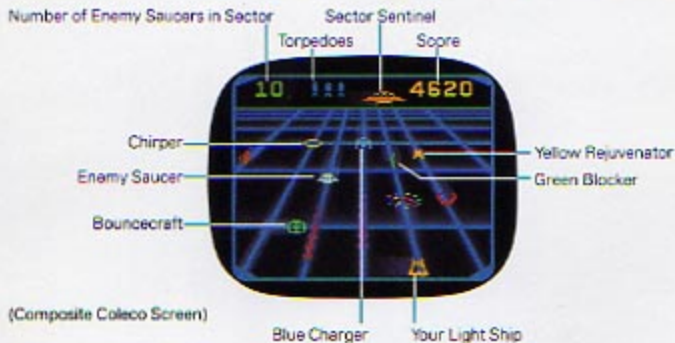 Number of Enemy Saucers in Sector
Sector Sentinel
Torpedoes
Score
10
4620
Chirper
Yellow Rejuvenator
Enemy Saucer
Green Blocker
Bouncecraft
(Composite Coleco Screen)
Blue Charger
Your Light Ship